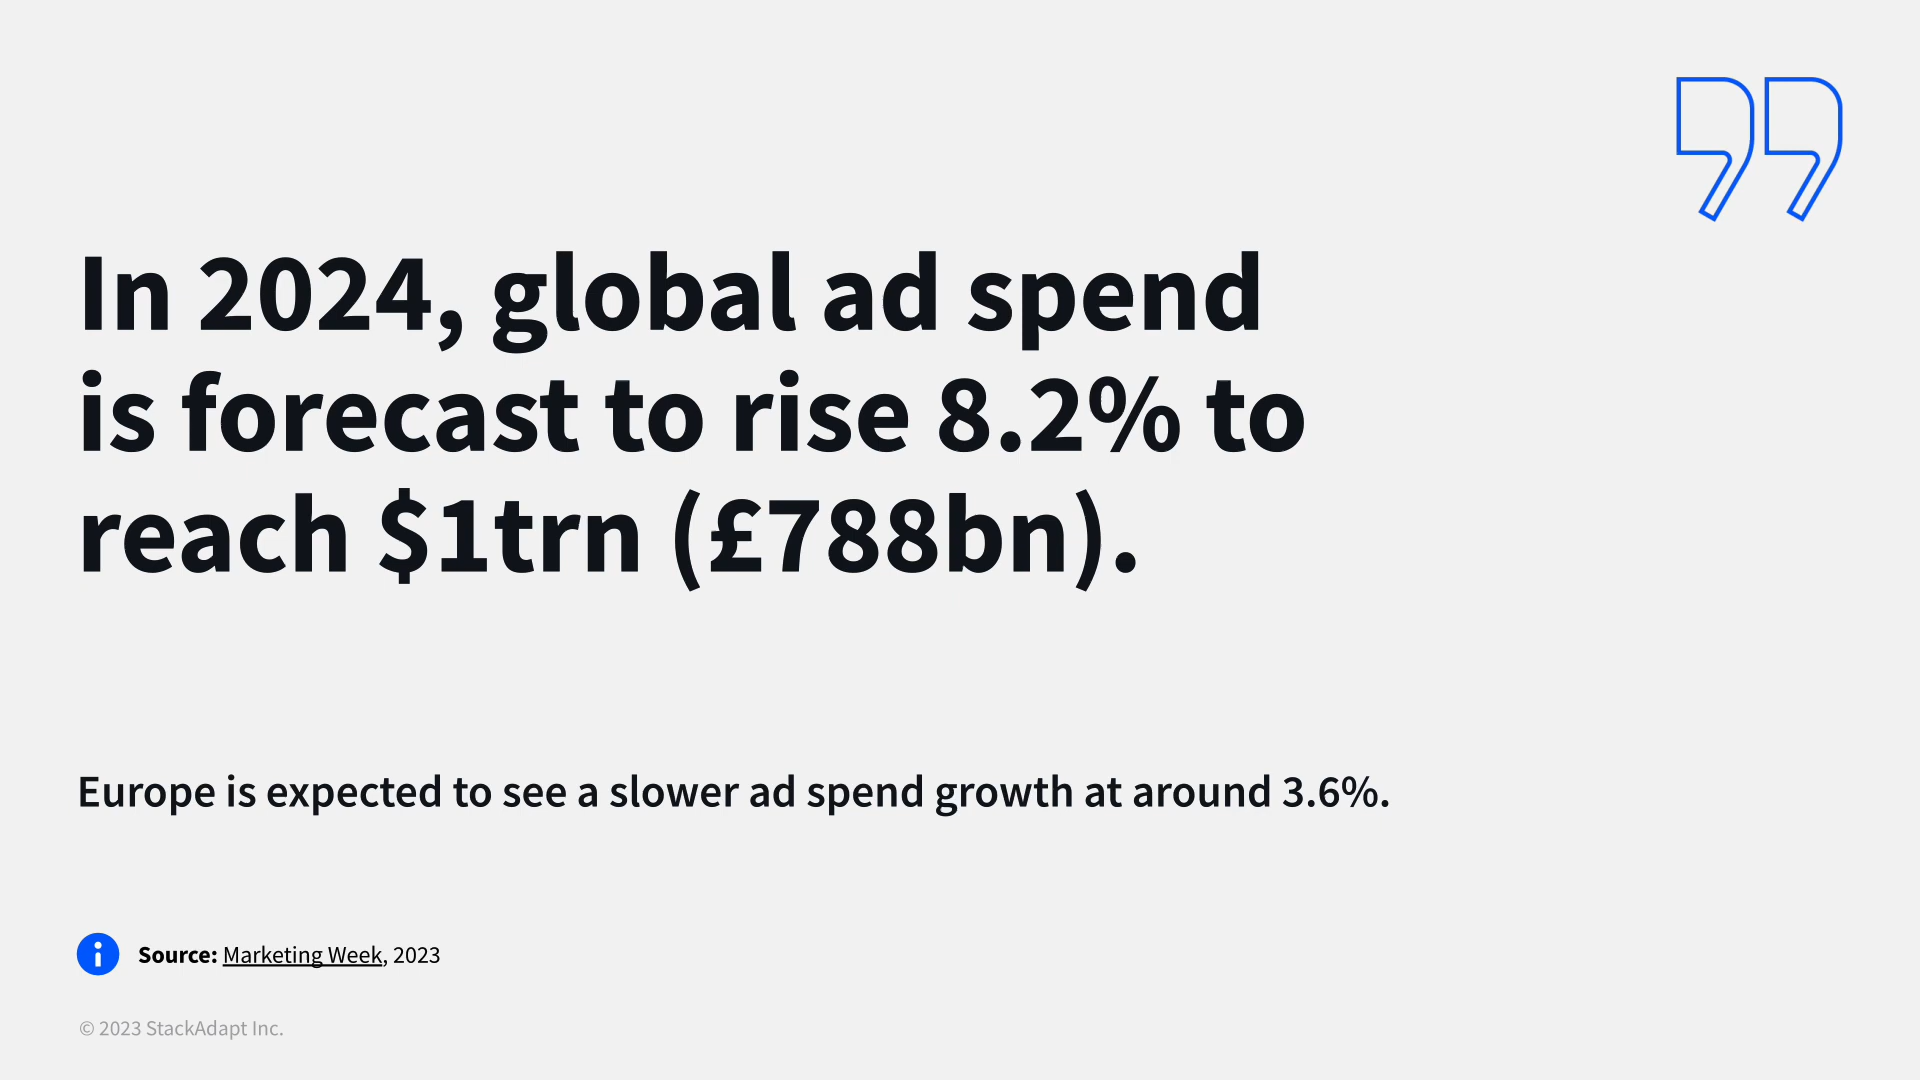 In 2024, global ad spend
is forecast to rise 8.2% to
reach $1trn (£788bn).
Europe is expected to see a slower ad spend growth at around 3.6%.
Source: Marketing Week, 2023
© 2023 StackAdapt Inc.